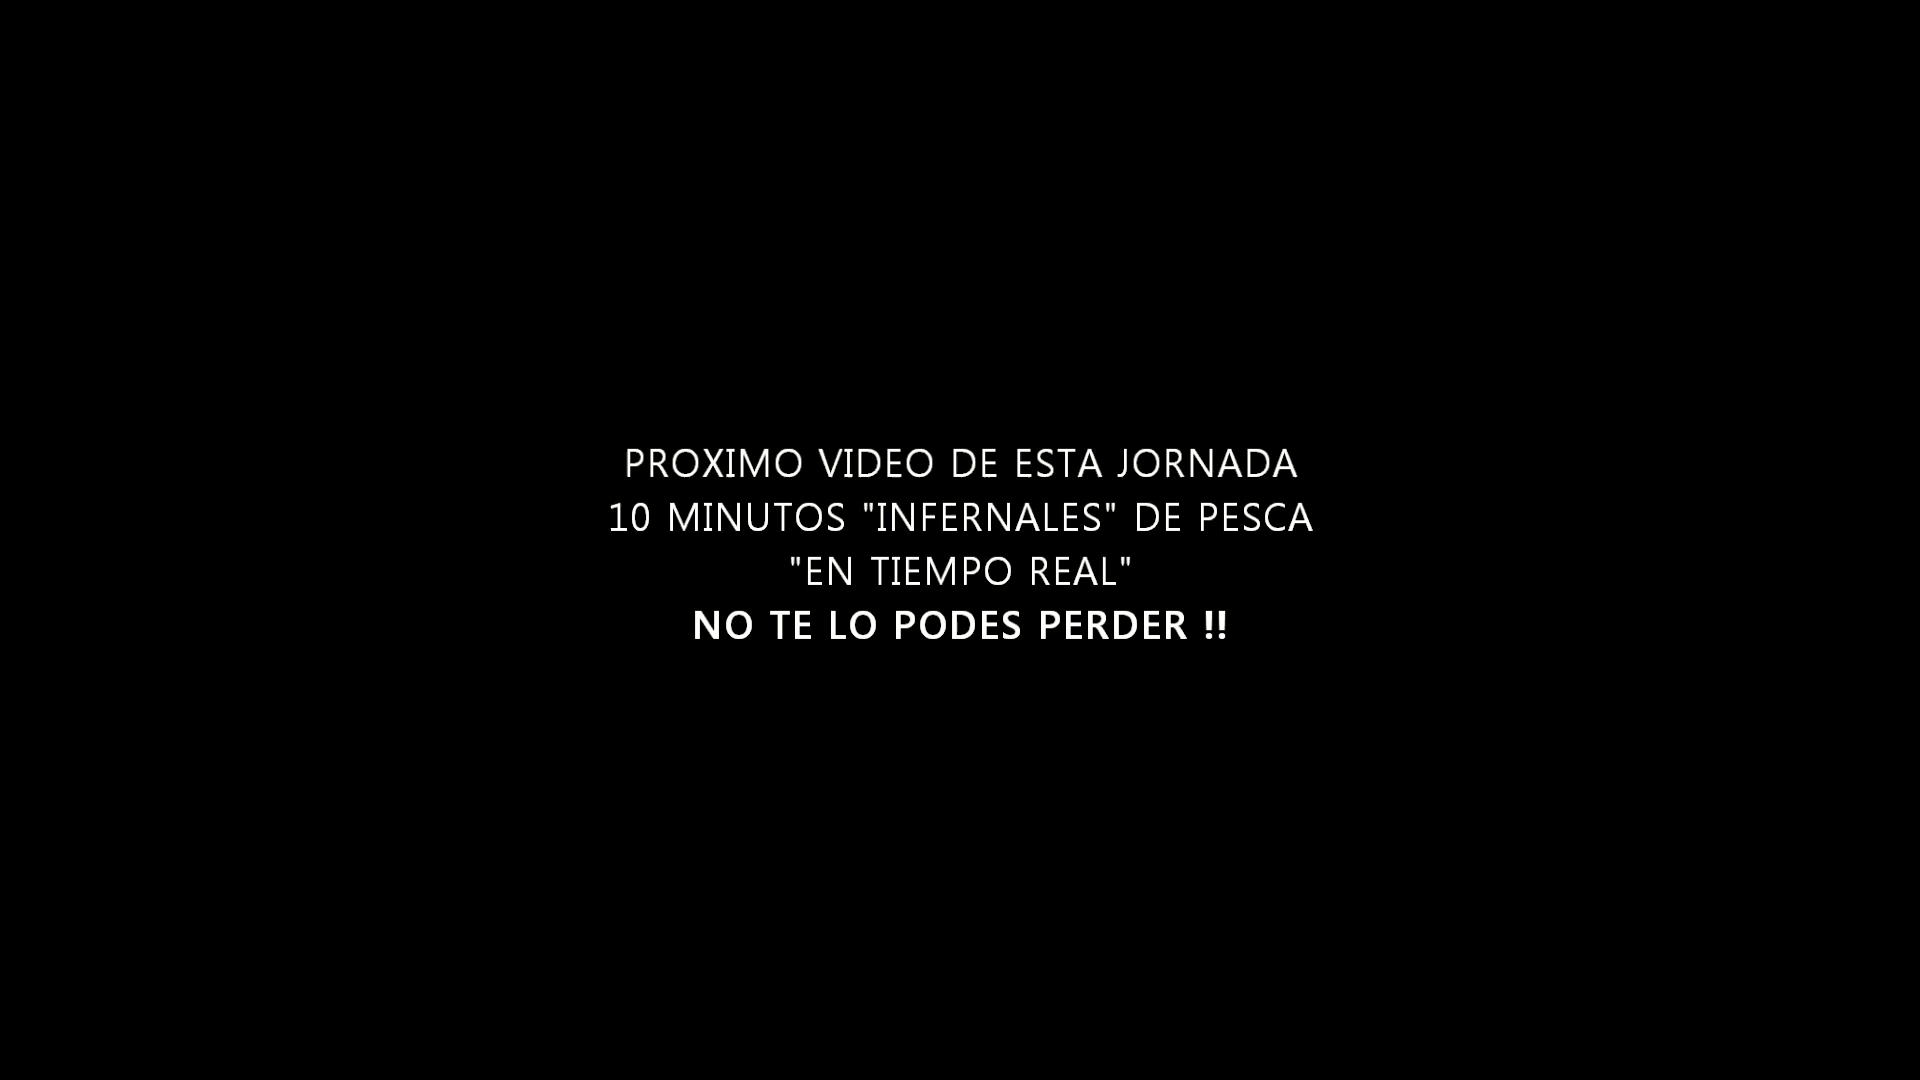 PROXIMO VIDEO DE ESTA JORNADA
10 MINUTOS "INFERNALES" DE PESCA
"EN TIEMPO REAL"
NO TE LO PODES PERDER !!